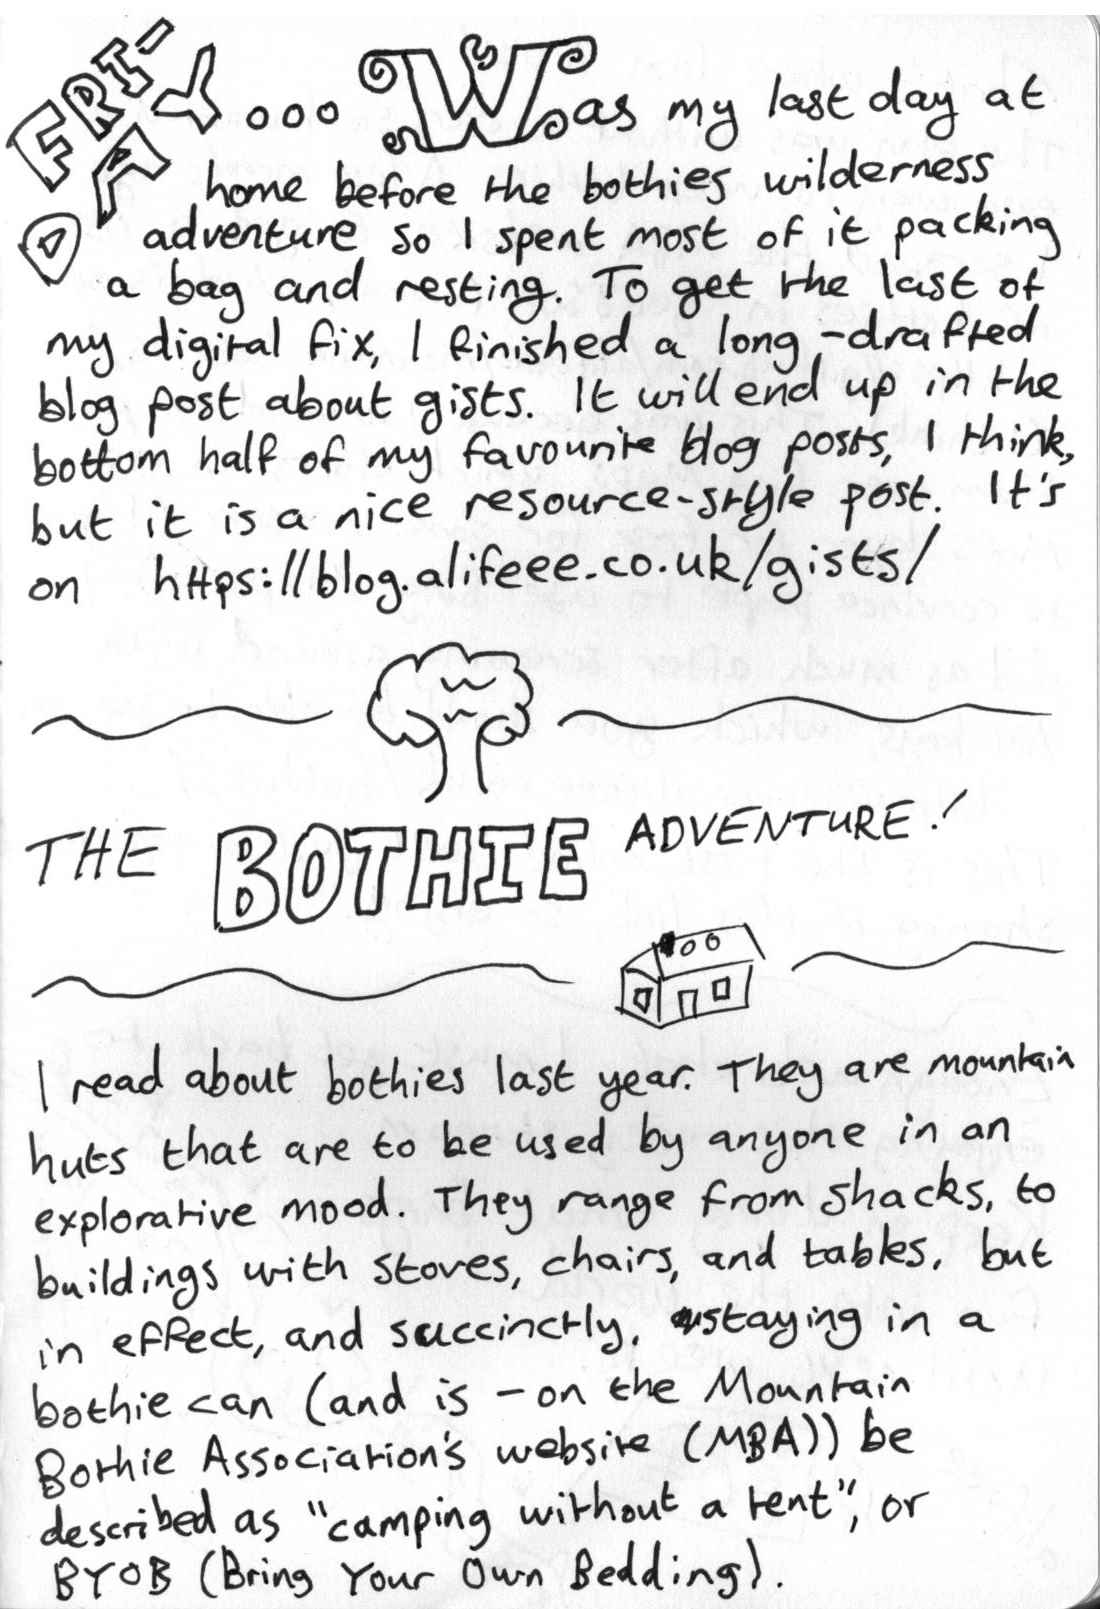 FRI-
DAY... Was my last day at
home before the bothies wilderness
adventure so I spent most of it packing
a bag and resting. To get the last of
my digital fix, I finished a long-drafted
blog post about gists. It will end up in the
bottom half of my favourite blog posts, I think,
but it is a nice resource-style post. It's
on https://blog.alifeee.co.uk/gists/
THE BOTHIE ADVENTURE!
I read about bothies last year. They are mountain
huts that are to be used by anyone in an
explorative mood. They range from shacks, to
buildings with stoves, chairs, and tables, but
in effect, and succinctly, staying in a
bothie can (and is - on the Mountain
Bothie Association's website (MBA)) be
described as "camping without a tent", or
BYOB (Bring Your Own Bedding).